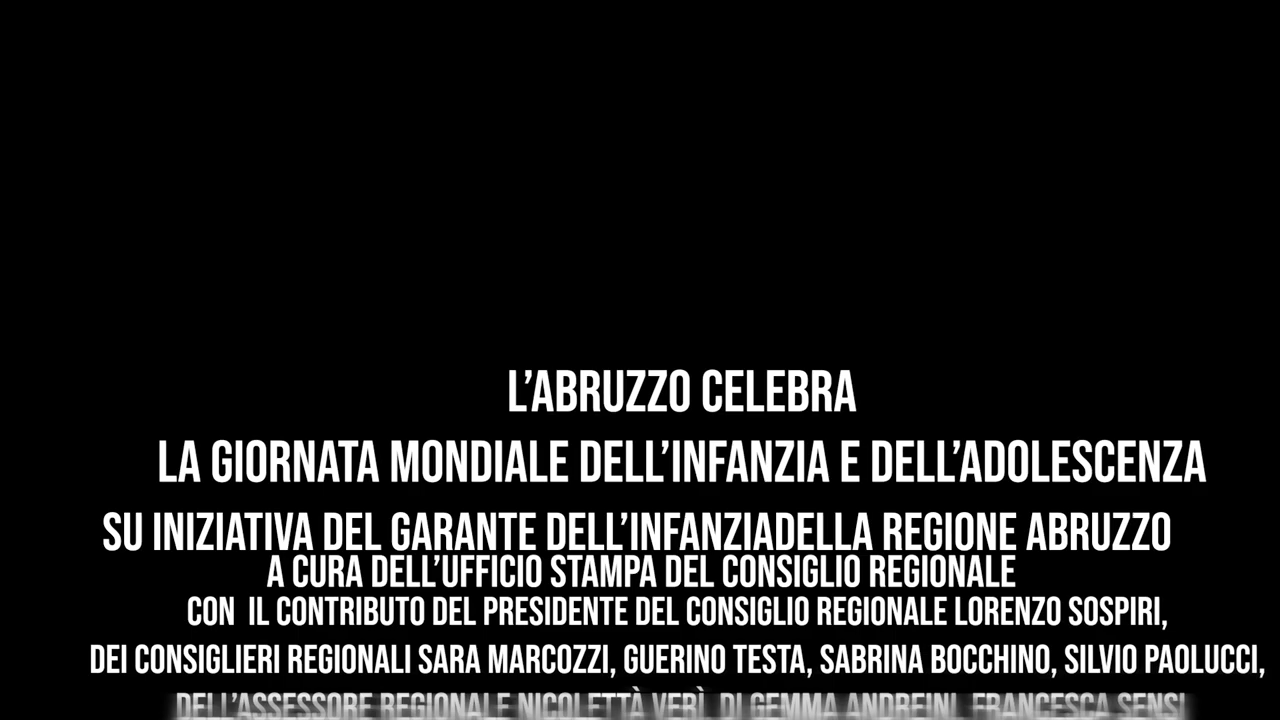 L'ABRUZZO CELEBRA
LA GIORNATA MONDIALE DELL'INFANZIA E DELL'ADOLESCENZA
SU INIZIATIVA DEL GARANTE DELL'INFANZIADELLA REGIONE ABRUZZO
A CURA DELL'UFFICIO STAMPA DEL CONSIGLIO REGIONALE
CON IL CONTRIBUTO DEL PRESIDENTE DEL CONSIGLIO REGIONALE LORENZO SOSPIRI,
DEI CONSIGLIERI REGIONALI SARA MARCOZZI, GUERINO TESTA, SABRINA BOCCHINO, SILVIO PAOLUCCI,
DELL'ASSESSORE REGIONALE NICOLETTÀ VERÌ, DI GEMMA ANDREINI, FRANCESCA SENSI